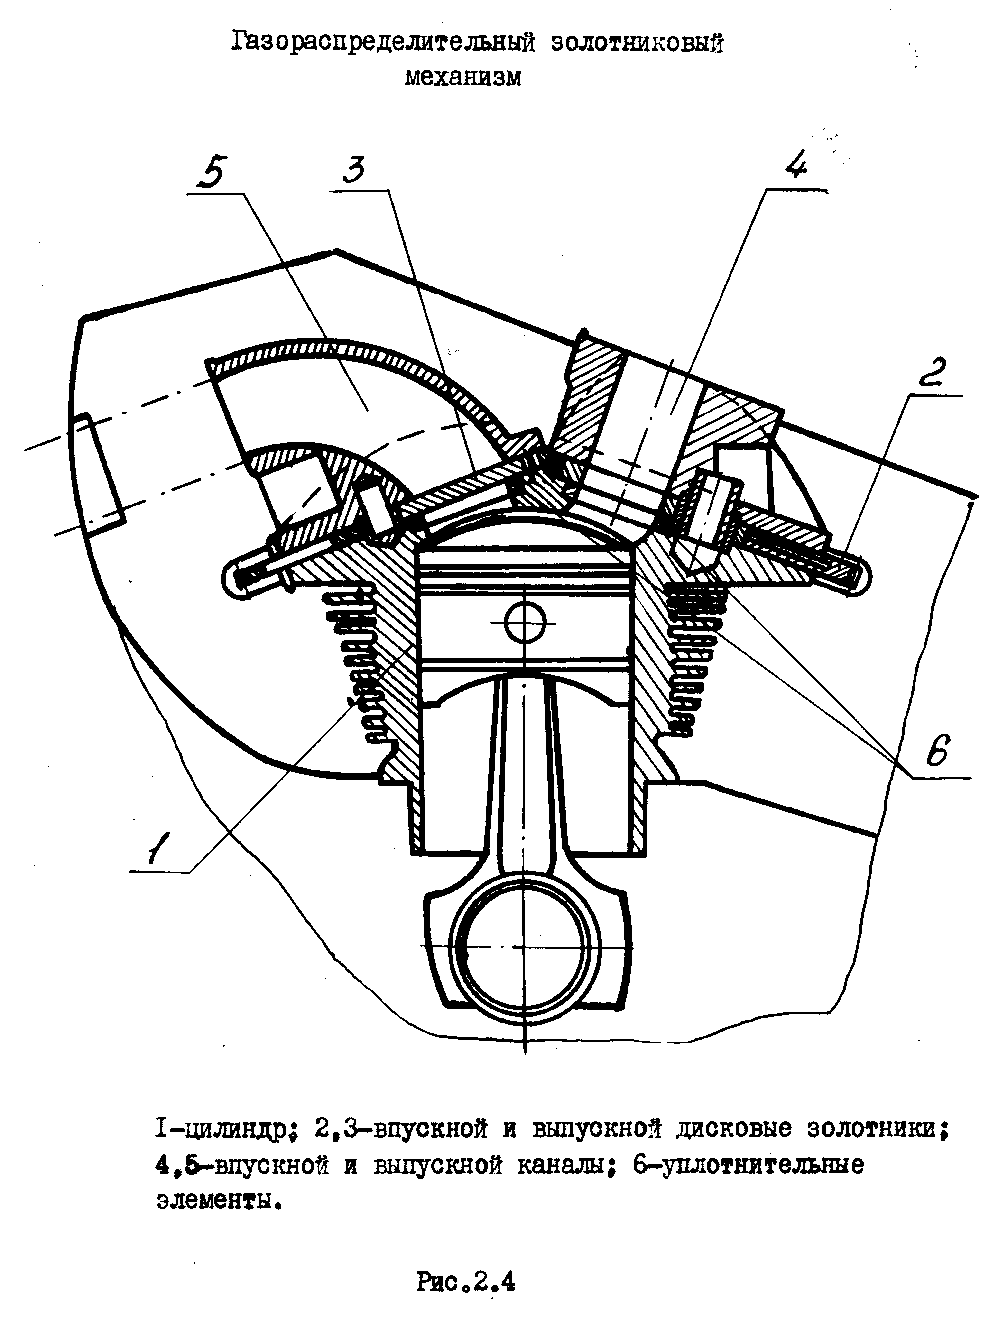 Газораспределительный золотниковый
механизм
5
3
4
2
6
1
I-цилиндр; 2,3-впускной и выпускной дисковые золотники;
4,5-впускной и выпускной каналы; 6-уплотнительные
элементы.
Рис.2.4